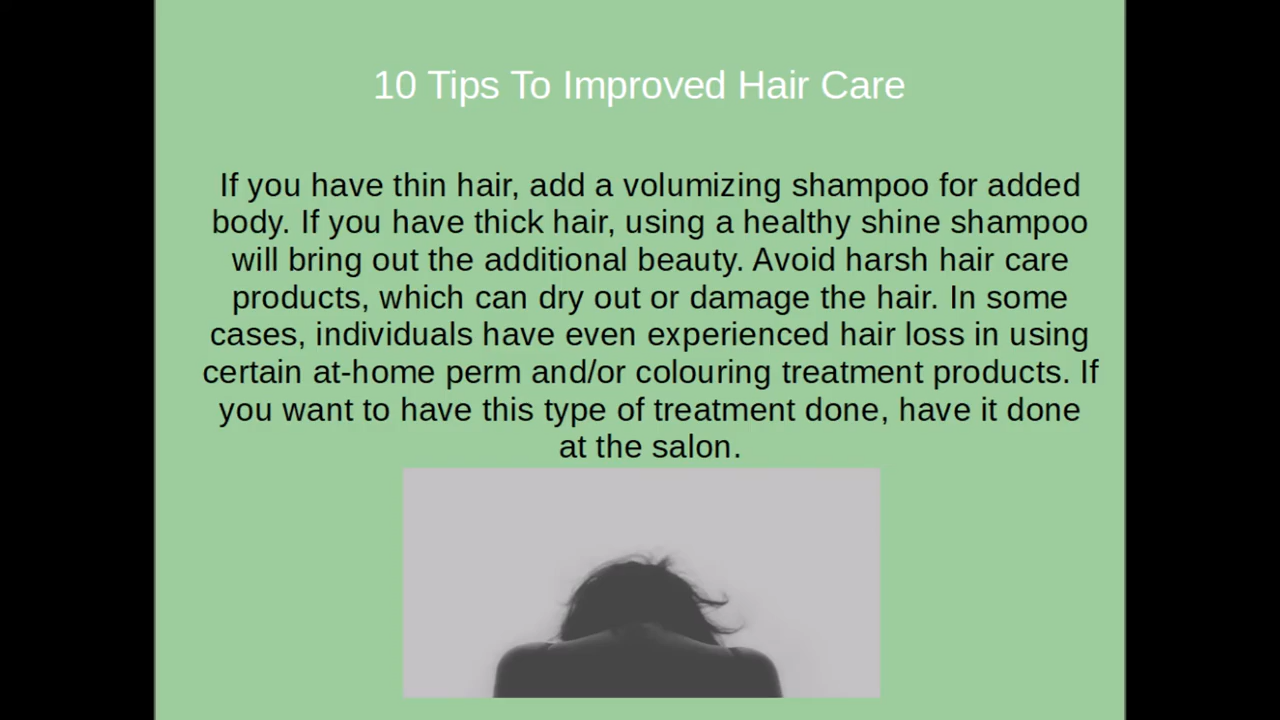 10 Tips To Improved Hair Care
If you have thin hair, add a volumizing shampoo for added
body. If you have thick hair, using a healthy shine shampoo
will bring out the additional beauty. Avoid harsh hair care
products, which can dry out or damage the hair. In some
cases, individuals have even experienced hair loss in using
certain at-home perm and/or colouring treatment products. If
you want to have this type of treatment done, have it done
at the salon.